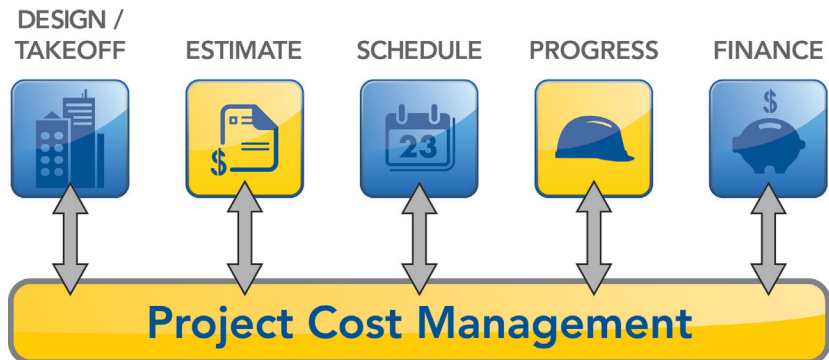 DESIGN /
TAKEOFF
ESTIMATE
SCHEDULE
PROGRESS
FINANCE
$
23
$
Project Cost Management